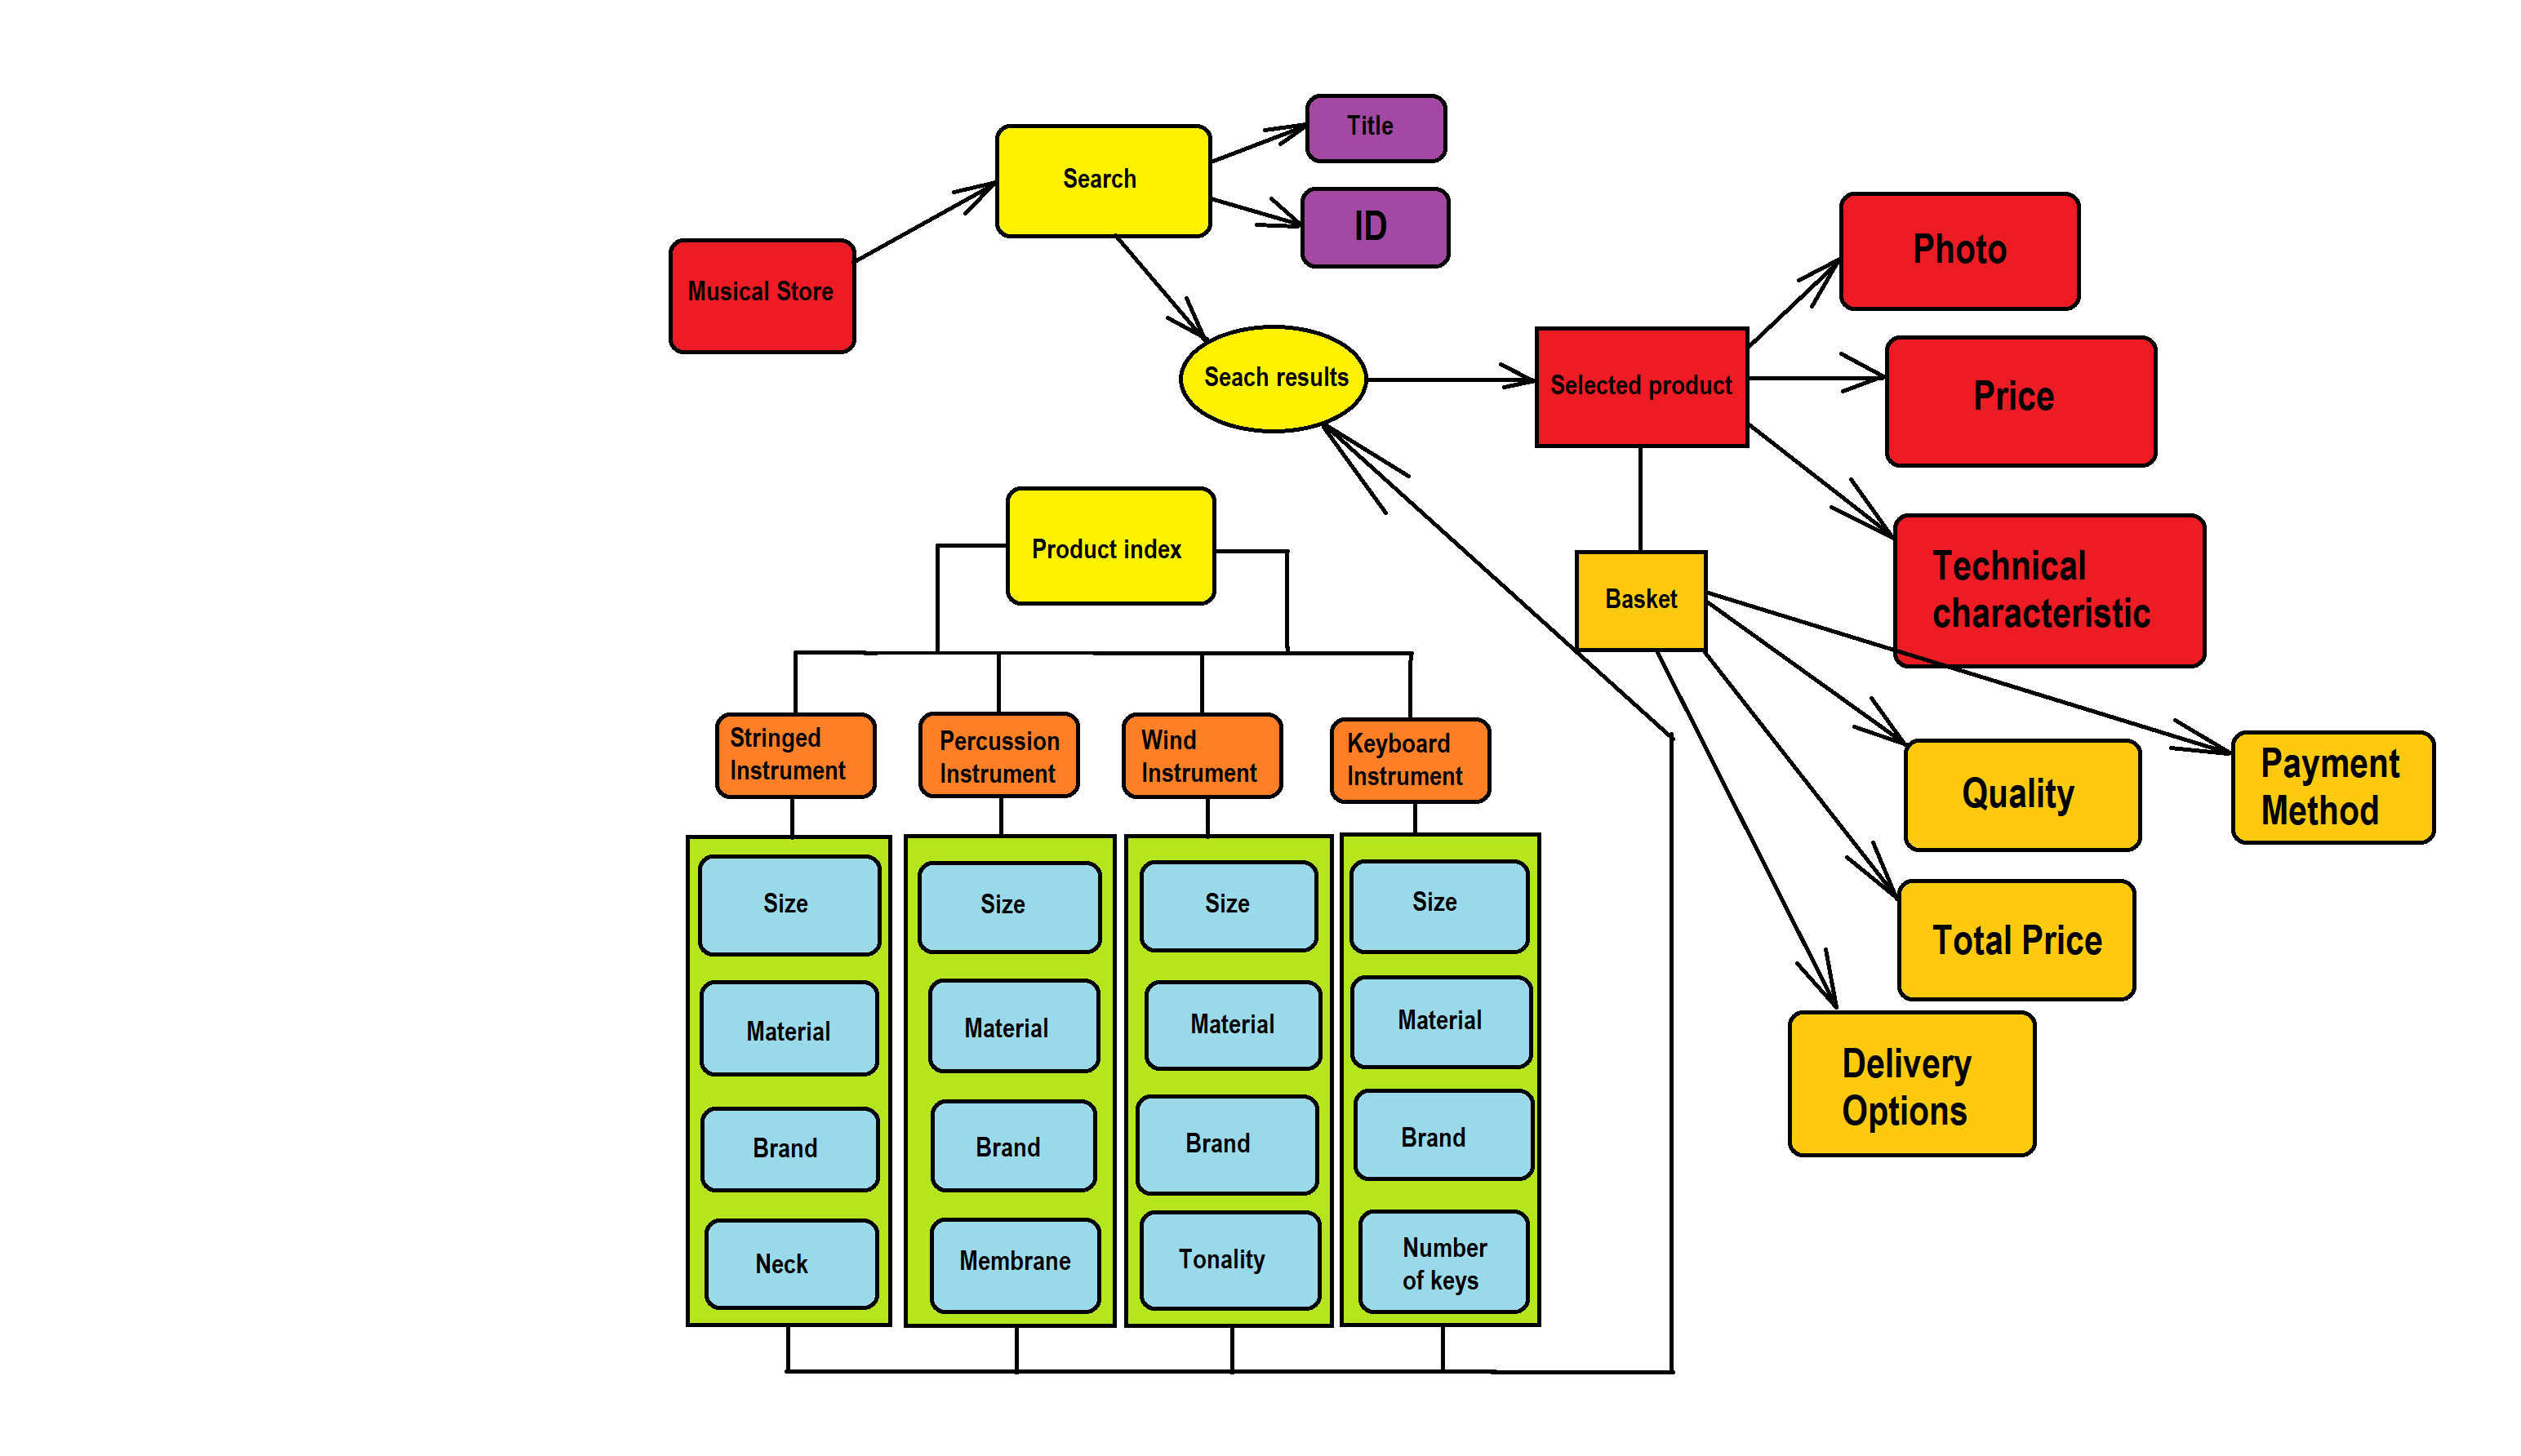 Title
Search
ID
Musical Store
Photo
Seach results
Selected product
Price
Product index
Technical
characteristic
Basket
Stringed
Instrument
Percussion
Instrument
Wind
Instrument
Keyboard
Instrument
Quality
Payment
Method
Size
Size
Size
Size
Total Price
Material
Material
Material
Material
Delivery
Options
Brand
Brand
Brand
Brand
Neck
Membrane
Tonality
Number
of keys